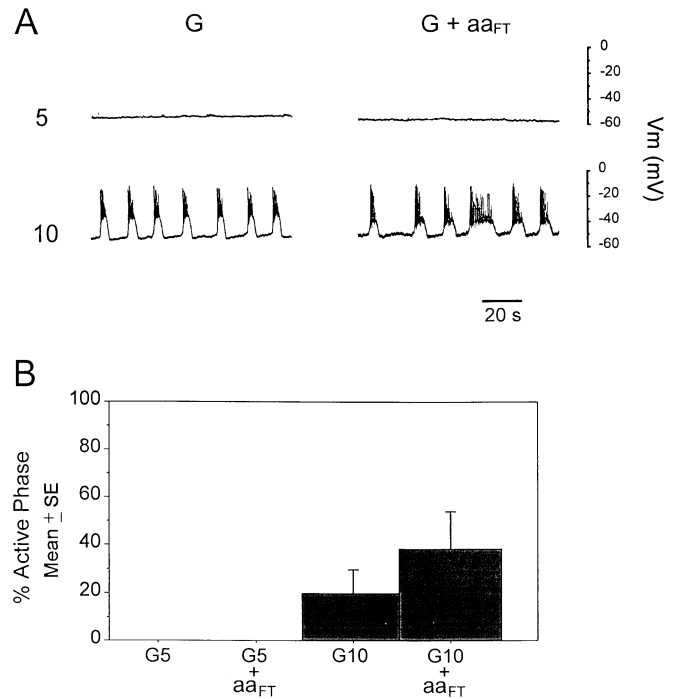 A
G
G + aaFT
5
0
-20
-40
-60
Vm (mV)
10
0
-20
-40
-60
20 s
B
% Active Phase
Mean ± SE
100
80
60
40
20
0
G5
G5
+
aaFT
G10
G10
+
aaFT